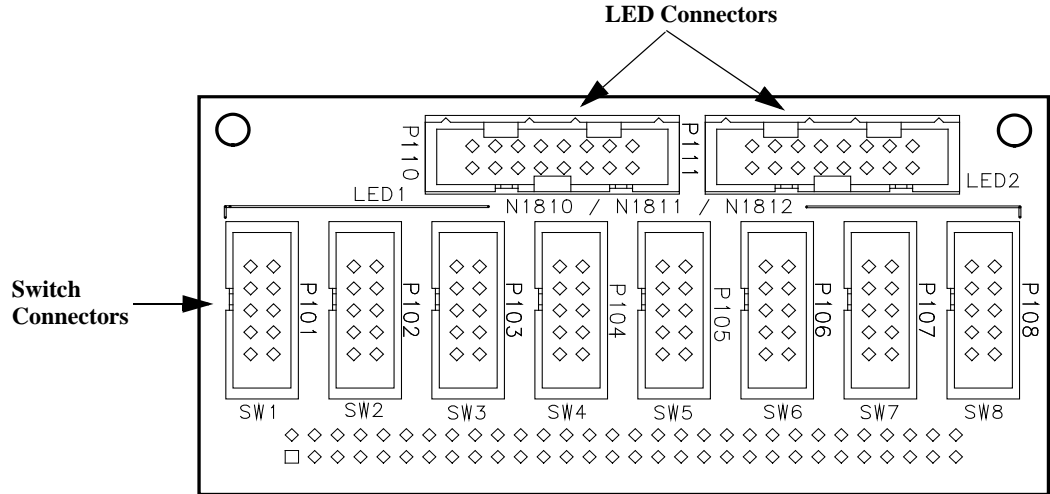 LED Connectors
P110
P111
LED1
LED2
N1810 / N1811 / N1812
Switch
Connectors
P101
P102
P103
P104
P105
P106
P107
P108
SW1
SW2
SW3
SW4
SW5
SW6
SW7
SW8